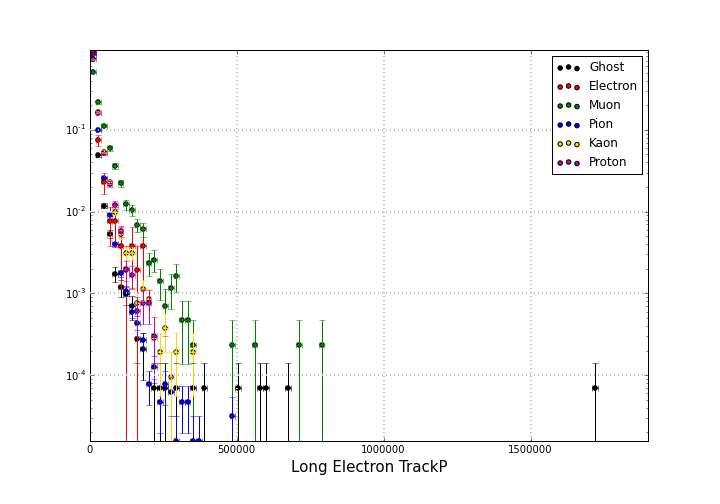 Ghost
Electron
Muon
Pion
Kaon
Proton
10^-1
10^-2
10^-3
10^-4
0 500000 1000000 1500000
Long Electron TrackP